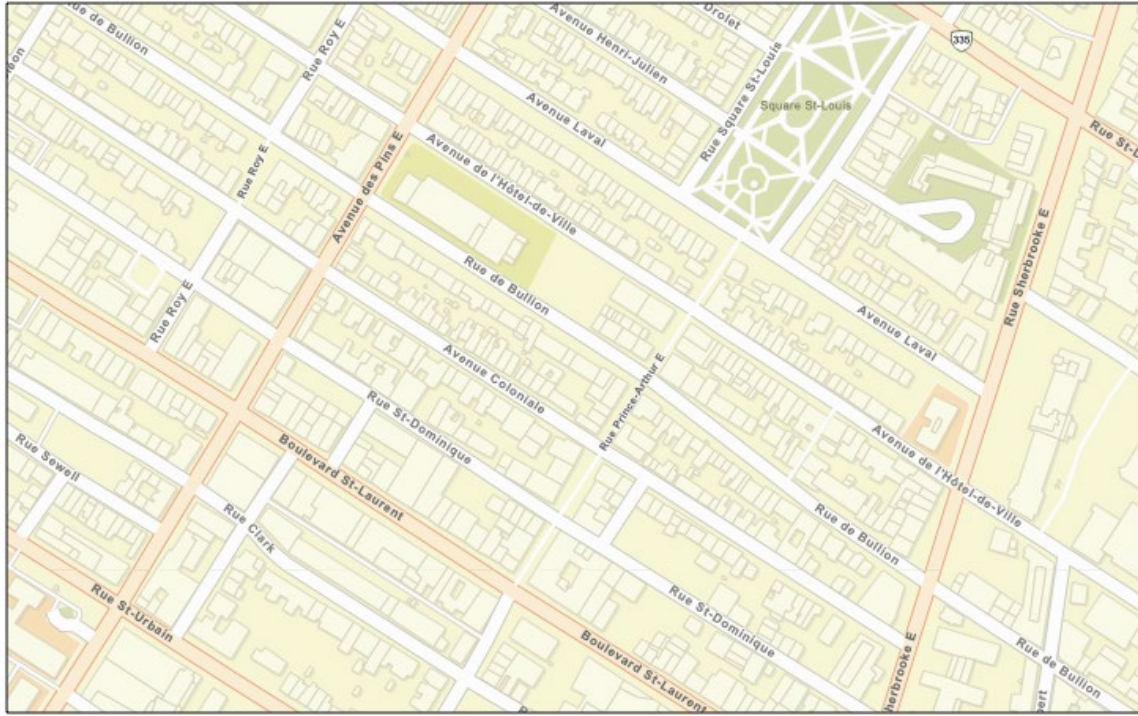 Rue de Bullion
Rue Roy E
Avenue Henri-Julien
Drolet
335
Rue Square St-Louis
Square St-Louis
Avenue Laval
Rue St-L
Rue Roy E
Avenue des Pins E
Avenue de l'Hôtel-de-Ville
Rue Sherbrooke E
Rue de Bullion
Rue Roy E
Avenue Laval
Avenue Coloniale
Rue Prince-Arthur E
Rue St-Dominique
Avenue de l'Hôtel-de-Ville
Rue Sewell
Boulevard St-Laurent
Rue Clark
Rue de Bullion
Rue St-Urbain
Rue St-Dominique
Boulevard St-Laurent
herbrooke E
Rue de Bullion